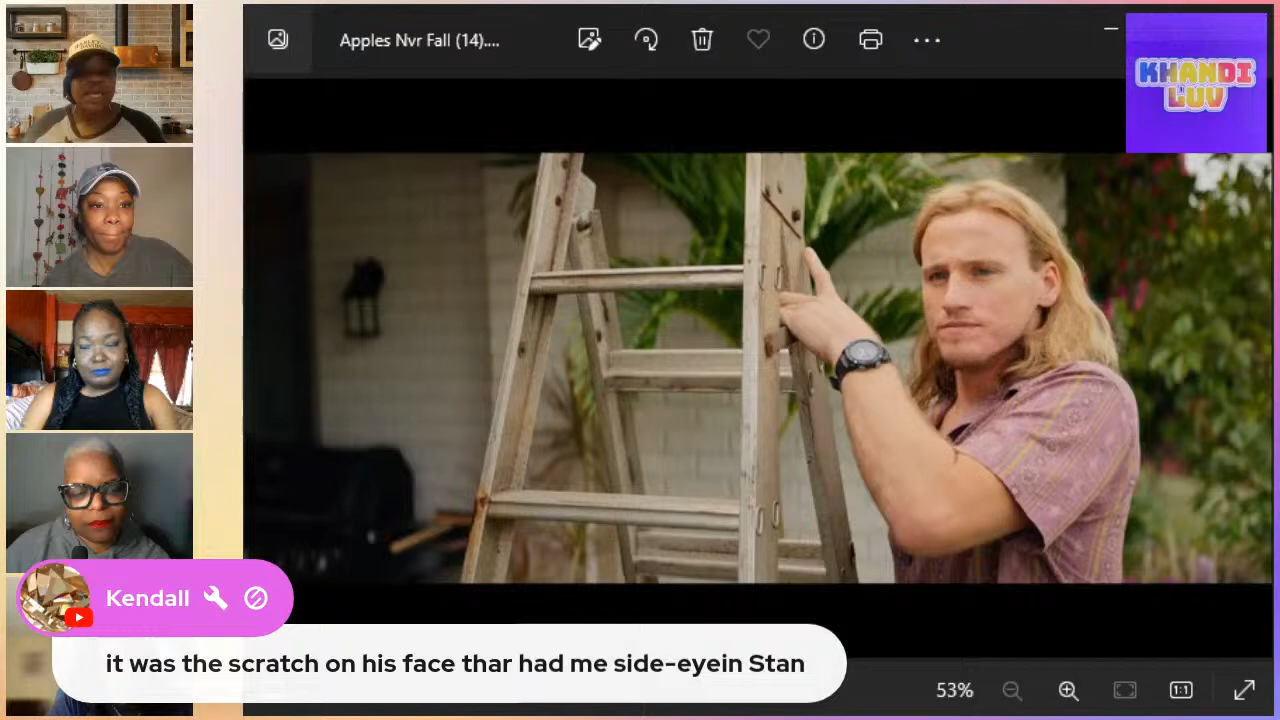 Apples Nvr Fall (14)....
KHANDI
LUV
Kendall
it was the scratch on his face thar had me side-eyein Stan
53%
1:1